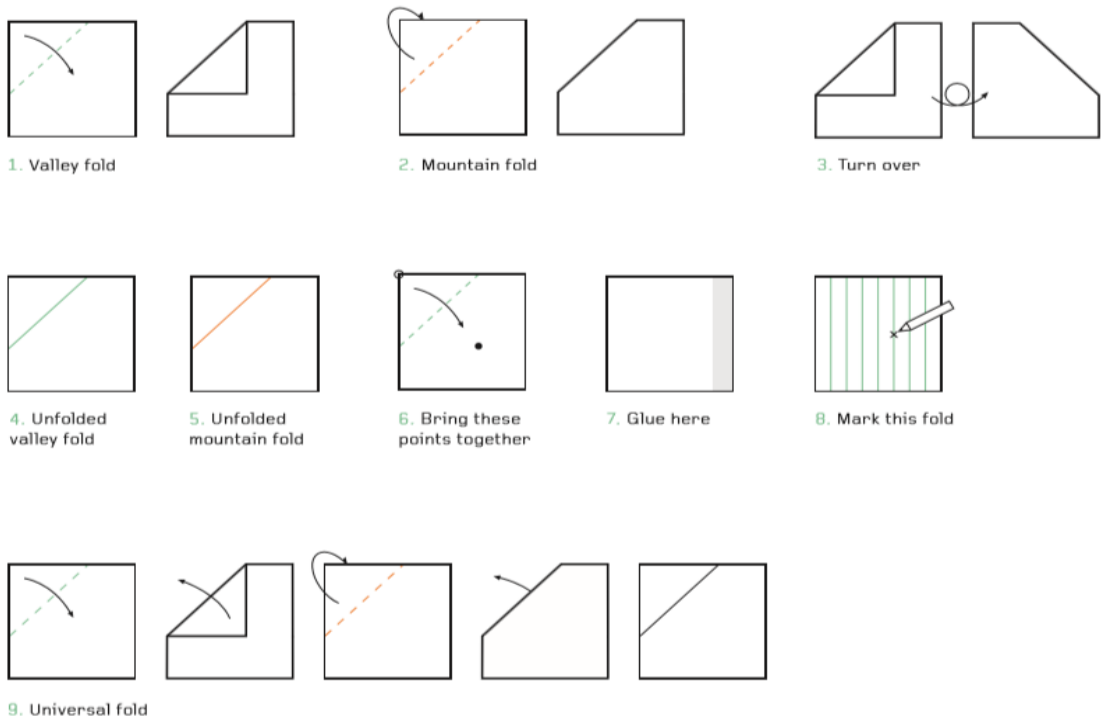 1. Valley fold
2. Mountain fold
3. Turn over
4. Unfolded
valley fold
5. Unfolded
mountain fold
6. Bring these
points together
7. Glue here
8. Mark this fold
9. Universal fold